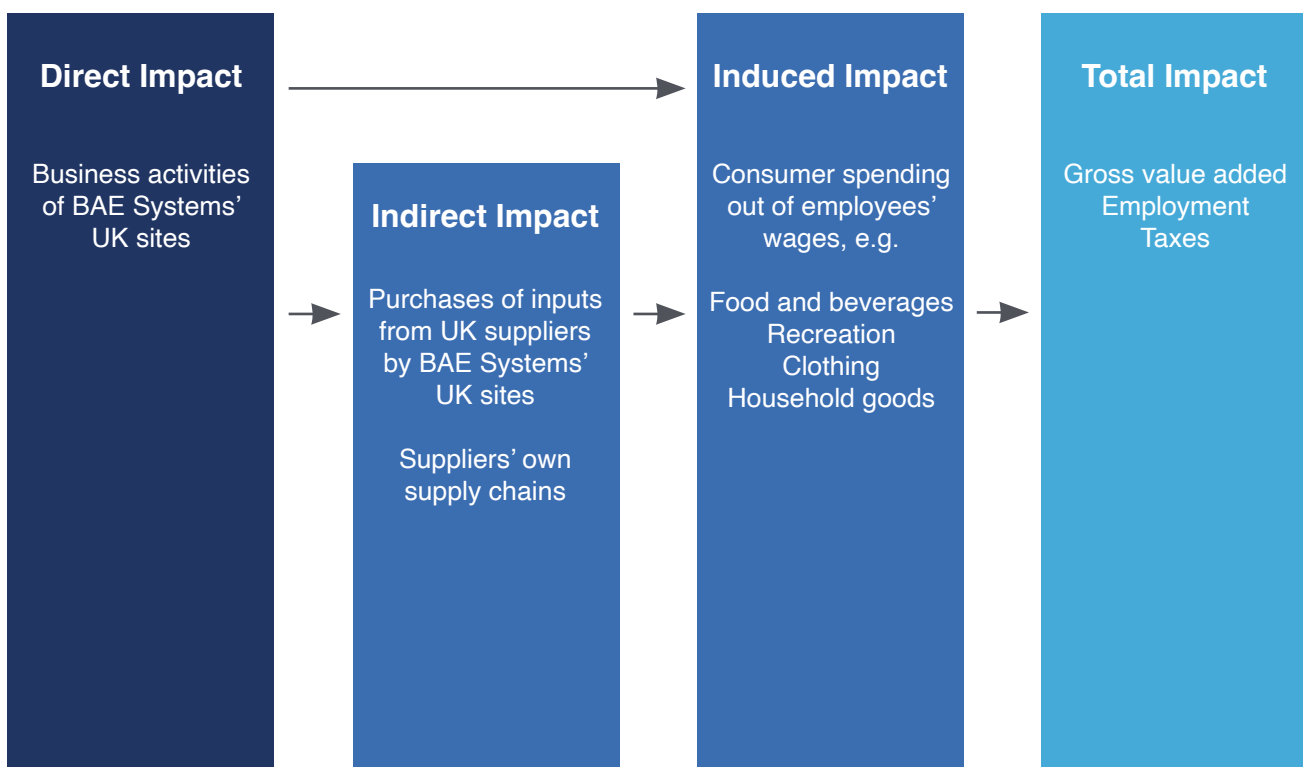 Direct Impact
Business activities
of BAE Systems’
UK sites
Indirect Impact
Purchases of inputs
from UK suppliers
by BAE Systems’
UK sites
Suppliers’ own
supply chains
Induced Impact
Consumer spending
out of employees’
wages, e.g.
Food and beverages
Recreation
Clothing
Household goods
Total Impact
Gross value added
Employment
Taxes